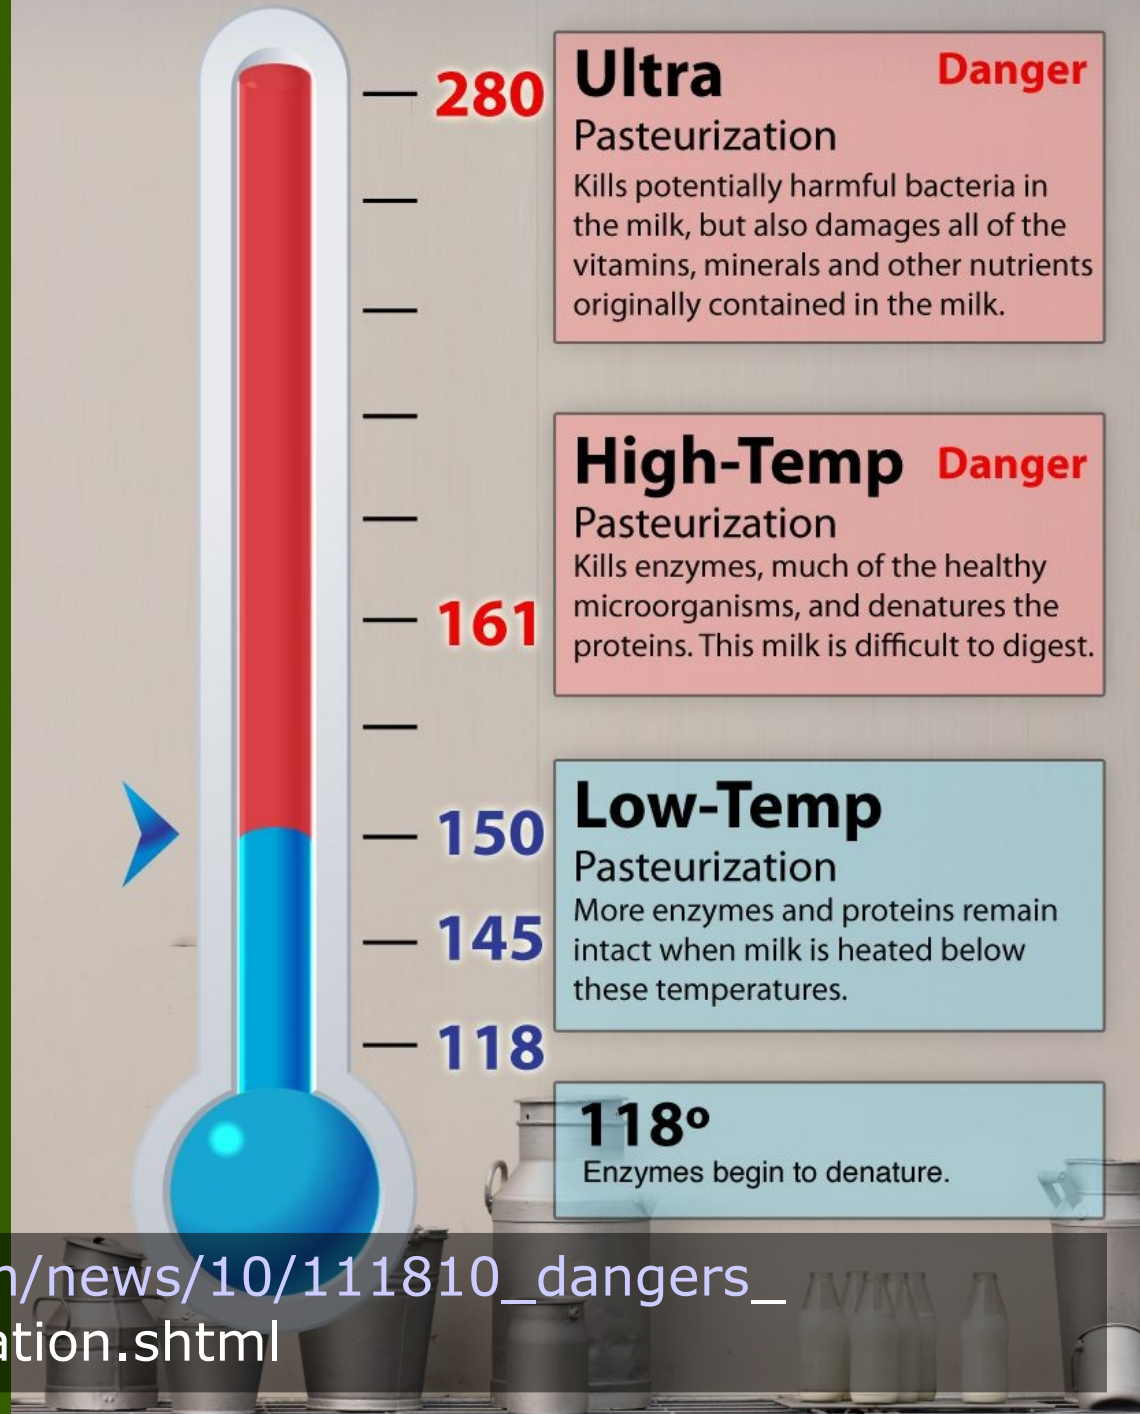 280
Ultra Danger
Pasteurization
Kills potentially harmful bacteria in
the milk, but also damages all of the
vitamins, minerals and other nutrients
originally contained in the milk.
High-Temp Danger
Pasteurization
Kills enzymes, much of the healthy
microorganisms, and denatures the
proteins. This milk is difficult to digest.
161
150
145
118
Low-Temp
Pasteurization
More enzymes and proteins remain
intact when milk is heated below
these temperatures.
118º
Enzymes begin to denature.
/news/10/111810_dangers_
ation.shtml